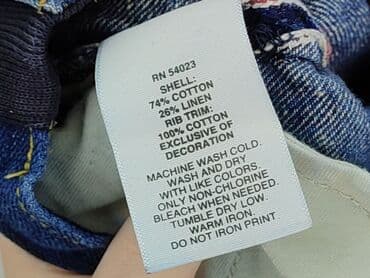 RN 54023
SHELL:
74% COTTON
26% LINEN
RIB TRIM:
100% COTTON
EXCLUSIVE OF
DECORATION
MACHINE WASH COLD.
WASH AND DRY
WITH LIKE COLORS.
ONLY NON-CHLORINE
BLEACH WHEN NEEDED.
TUMBLE DRY LOW.
WARM IRON.
DO NOT IRON PRINT